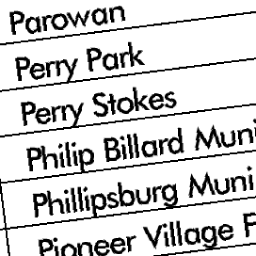 Parowan
Perry Park
Perry Stokes
Philip Billard Muni
Phillipsburg Muni
Pioneer Village F